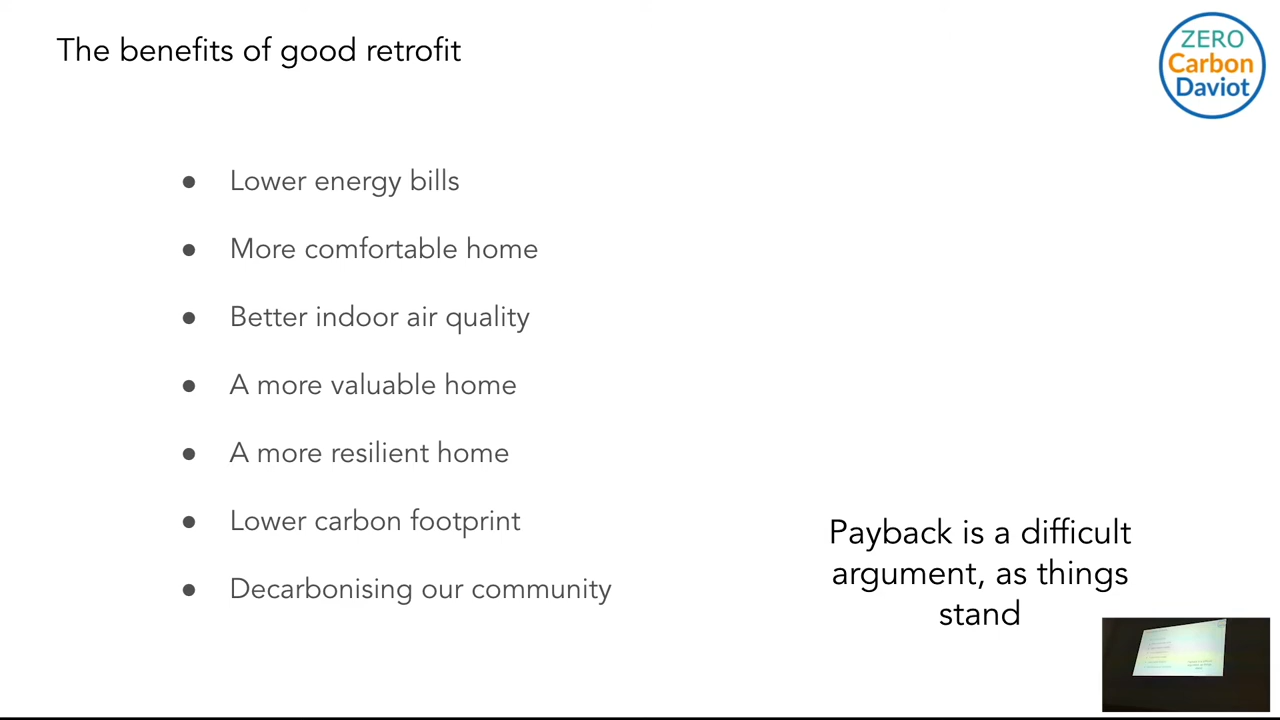 The benefits of good retrofit
ZERO
Carbon
Daviot
● Lower energy bills
● More comfortable home
● Better indoor air quality
● A more valuable home
● A more resilient home
● Lower carbon footprint
● Decarbonising our community
Payback is a difficult
argument, as things
stand